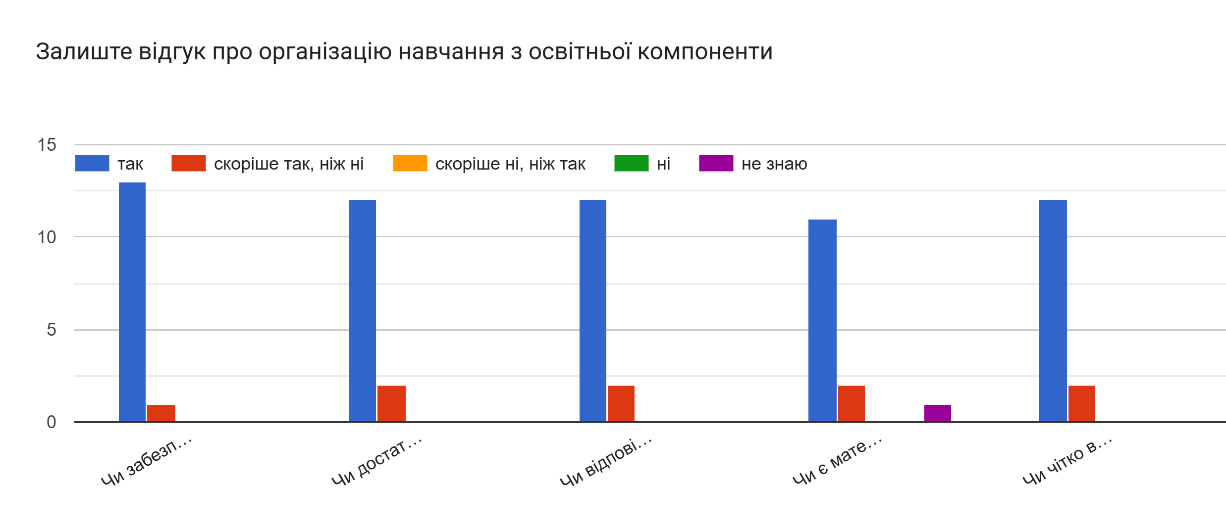 Залиште відгук про організацію навчання з освітньої компоненти
15
так
скоріше так, ніж ні
скоріше ні, ніж так
ні
не знаю
10
5
0
Чи забезп...
Чи достат...
Чи відпові...
Чи є мате...
Чи чітко в...